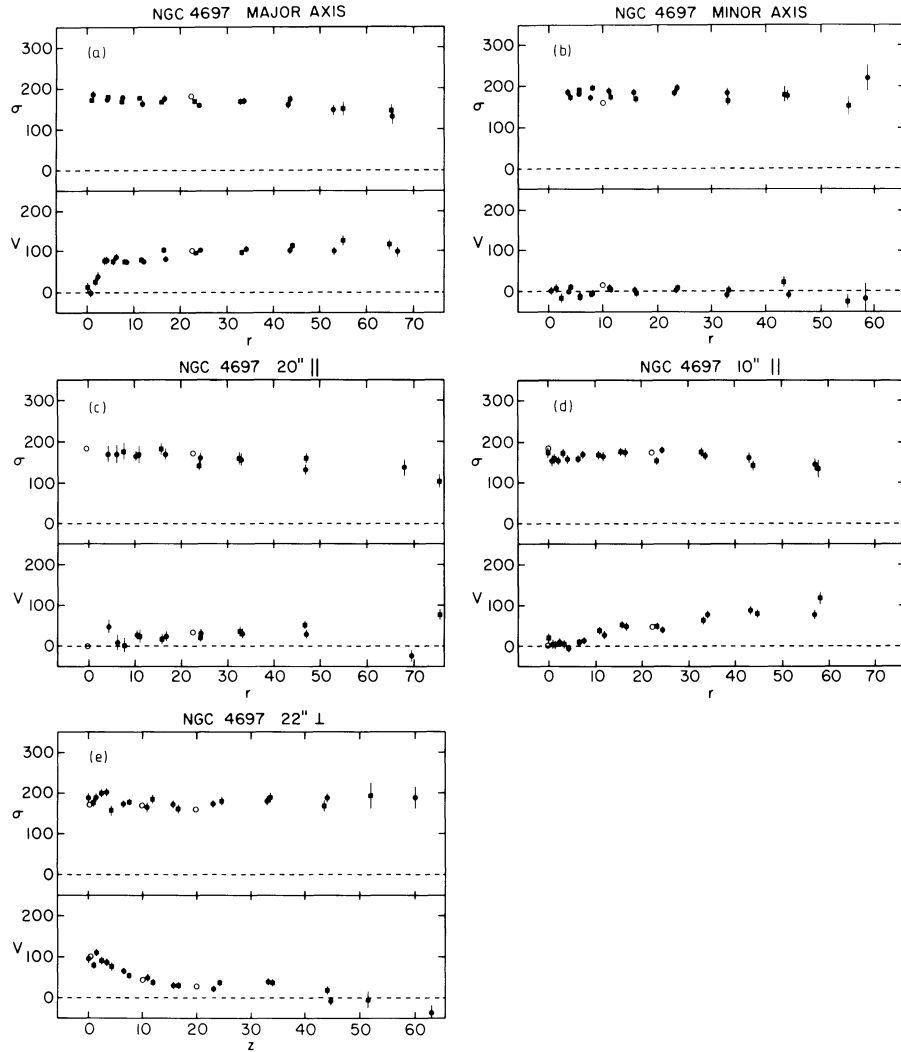 NGC 4697 MAJOR AXIS
(a)
300
200
σ
100
0
200
V
100
0
0 10 20 30 40 50 60 70
r
NGC 4697 MINOR AXIS
(b)
300
200
σ
100
0
200
V
100
0
0 10 20 30 40 50 60
r
NGC 4697 20" ||
(c)
300
200
σ
100
0
200
V
100
0
0 10 20 30 40 50 60 70
r
NGC 4697 10" ||
(d)
300
200
σ
100
0
200
V
100
0
0 10 20 30 40 50 60 70
r
NGC 4697 22" ⊥
(e)
300
200
σ
100
0
200
V
100
0
0 10 20 30 40 50 60
z